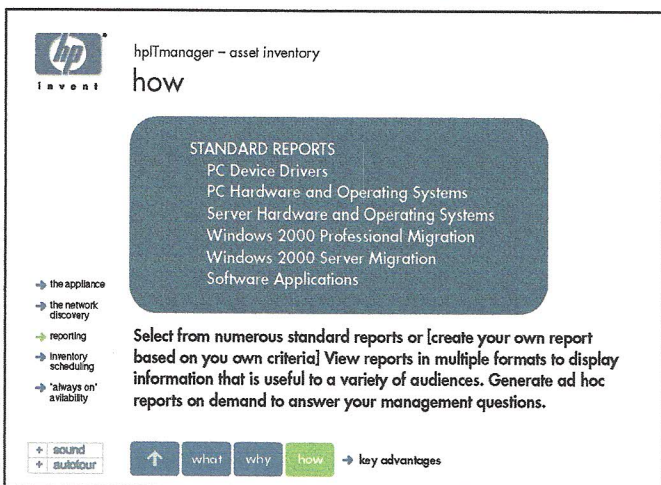 hp
invent
hpITmanager – asset inventory
how
STANDARD REPORTS
PC Device Drivers
PC Hardware and Operating Systems
Server Hardware and Operating Systems
Windows 2000 Professional Migration
Windows 2000 Server Migration
Software Applications
→ the appliance
→ the network
discovery
→ reporting
→ inventory
scheduling
→ 'always on'
avilability
Select from numerous standard reports or [create your own report
based on you own criteria] View reports in multiple formats to display
information that is useful to a variety of audiences. Generate ad hoc
reports on demand to answer your management questions.
+ sound
+ autotour
↑ what why how → key advantages